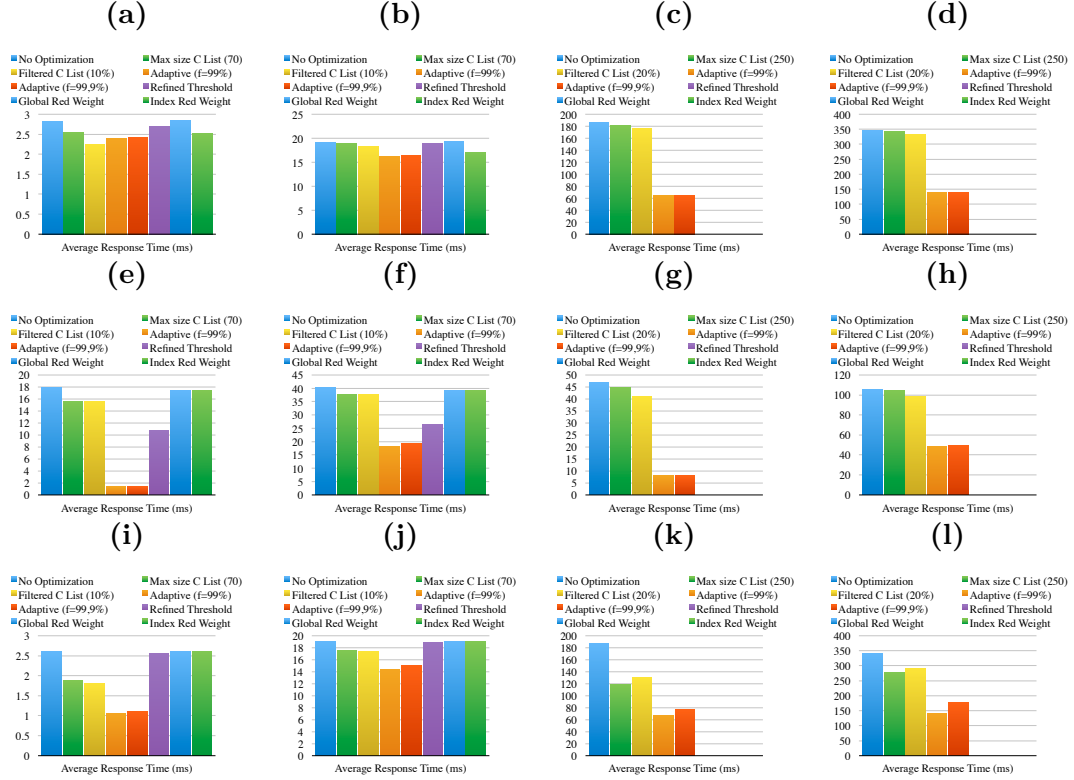 (a) (b) (c) (d)
No Optimization Max size C List (70) No Optimization Max size C List (70) No Optimization Max size C List (250) No Optimization Max size C List (250)
Filtered C List (10%) Adaptive (f=99%) Filtered C List (10%) Adaptive (f=99%) Filtered C List (20%) Adaptive (f=99%) Filtered C List (20%) Adaptive (f=99%)
Adaptive (f=99,9%) Refined Threshold Adaptive (f=99,9%) Refined Threshold Adaptive (f=99,9%) Refined Threshold Adaptive (f=99,9%) Refined Threshold
Global Red Weight Index Red Weight Global Red Weight Index Red Weight Global Red Weight Index Red Weight Global Red Weight Index Red Weight
3 2.5 2 1.5 1 0.5 0
25 20 15 10 5 0
200 180 160 140 120 100 80 60 40 20 0
400 350 300 250 200 150 100 50 0
Average Response Time (ms) Average Response Time (ms) Average Response Time (ms) Average Response Time (ms)
(e) (f) (g) (h)
No Optimization Max size C List (70) No Optimization Max size C List (70) No Optimization Max size C List (250) No Optimization Max size C List (250)
Filtered C List (10%) Adaptive (f=99%) Filtered C List (10%) Adaptive (f=99%) Filtered C List (20%) Adaptive (f=99%) Filtered C List (20%) Adaptive (f=99%)
Adaptive (f=99,9%) Refined Threshold Adaptive (f=99,9%) Refined Threshold Adaptive (f=99,9%) Refined Threshold Adaptive (f=99,9%) Refined Threshold
Global Red Weight Index Red Weight Global Red Weight Index Red Weight Global Red Weight Index Red Weight Global Red Weight Index Red Weight
20 18 16 14 12 10 8 6 4 2 0
45 40 35 30 25 20 15 10 5 0
50 45 40 35 30 25 20 15 10 5 0
120 100 80 60 40 20 0
Average Response Time (ms) Average Response Time (ms) Average Response Time (ms) Average Response Time (ms)
(i) (j) (k) (l)
No Optimization Max size C List (70) No Optimization Max size C List (70) No Optimization Max size C List (250) No Optimization Max size C List (250)
Filtered C List (10%) Adaptive (f=99%) Filtered C List (10%) Adaptive (f=99%) Filtered C List (20%) Adaptive (f=99%) Filtered C List (20%) Adaptive (f=99%)
Adaptive (f=99,9%) Refined Threshold Adaptive (f=99,9%) Refined Threshold Adaptive (f=99,9%) Refined Threshold Adaptive (f=99,9%) Refined Threshold
Global Red Weight Index Red Weight Global Red Weight Index Red Weight Global Red Weight Index Red Weight Global Red Weight Index Red Weight
3 2.5 2 1.5 1 0.5 0
20 18 16 14 12 10 8 6 4 2 0
200 180 160 140 120 100 80 60 40 20 0
400 350 300 250 200 150 100 50 0
Average Response Time (ms) Average Response Time (ms) Average Response Time (ms) Average Response Time (ms)